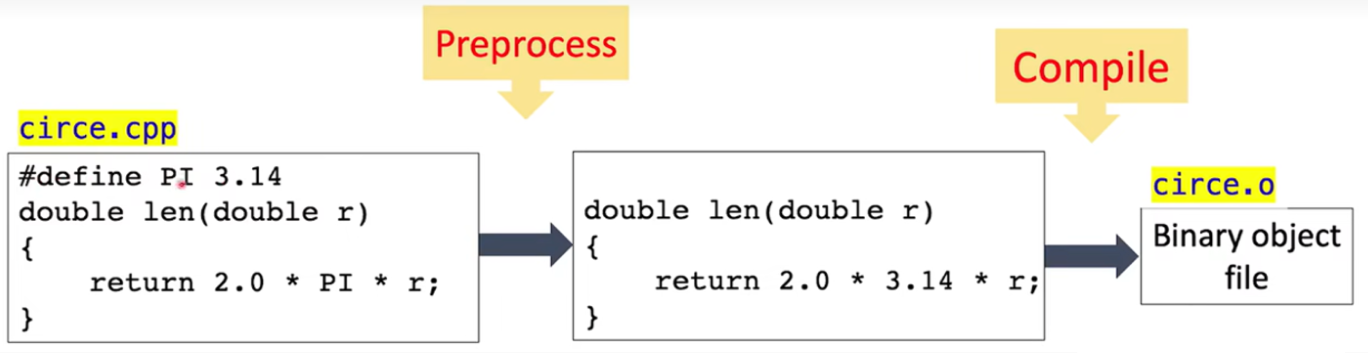 Preprocess
Compile
circe.cpp
#define PI 3.14
double len(double r)
{
    return 2.0 * PI * r;
}
double len(double r)
{
    return 2.0 * 3.14 * r;
}
circe.o
Binary object
file